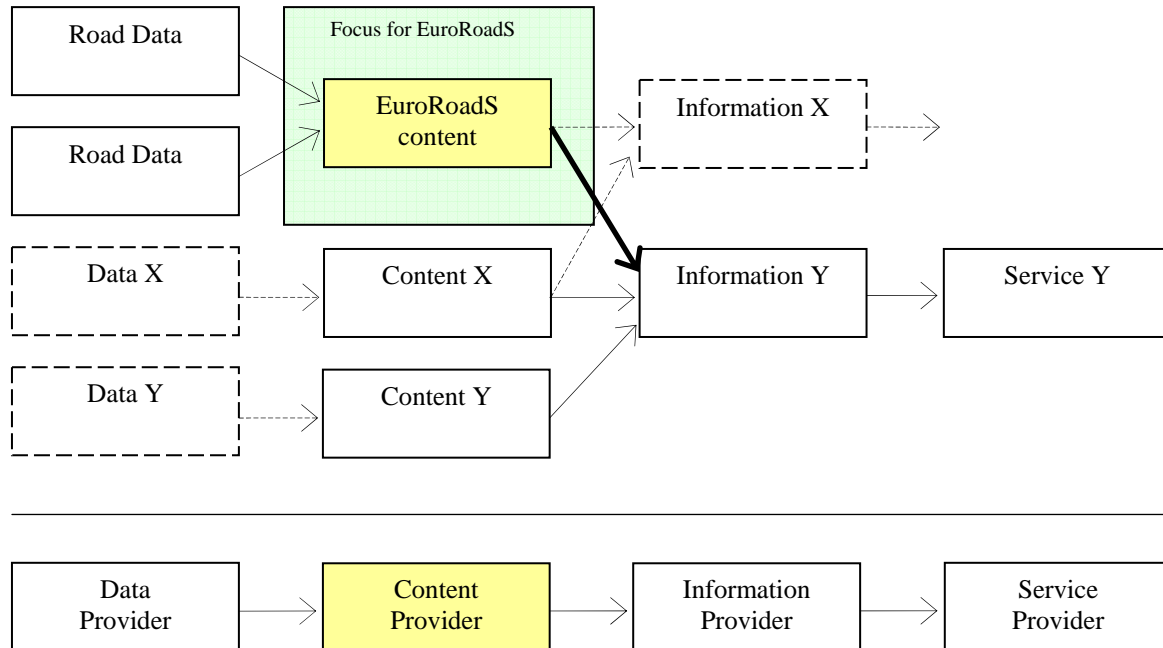 Road Data
Focus for EuroRoadS
EuroRoadS
content
Information X
Road Data
Data X
Content X
Information Y
Service Y
Data Y
Content Y
Data
Provider
Content
Provider
Information
Provider
Service
Provider